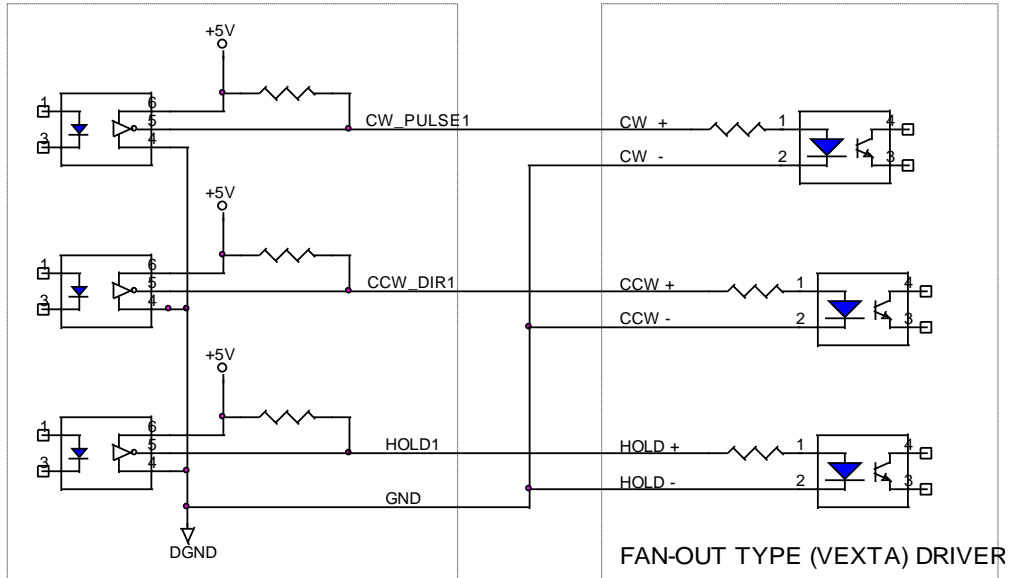 +5V
1
6
5
4
3
CW_PULSE1
CW +
1
4
CW -
2
3
+5V
1
6
5
4
3
CCW_DIR1
CCW +
1
4
CCW -
2
3
+5V
1
6
5
4
3
HOLD1
HOLD +
1
4
HOLD -
2
3
GND
DGND
FAN-OUT TYPE (VEXTA) DRIVER